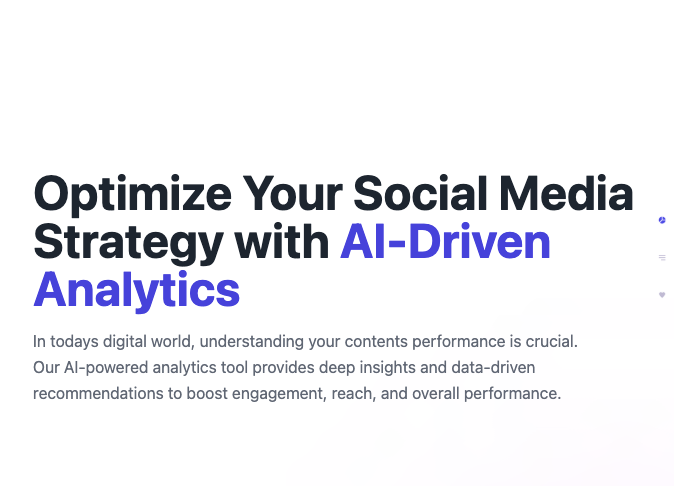 Optimize Your Social Media
Strategy with AI-Driven
Analytics
In todays digital world, understanding your contents performance is crucial.
Our AI-powered analytics tool provides deep insights and data-driven
recommendations to boost engagement, reach, and overall performance.